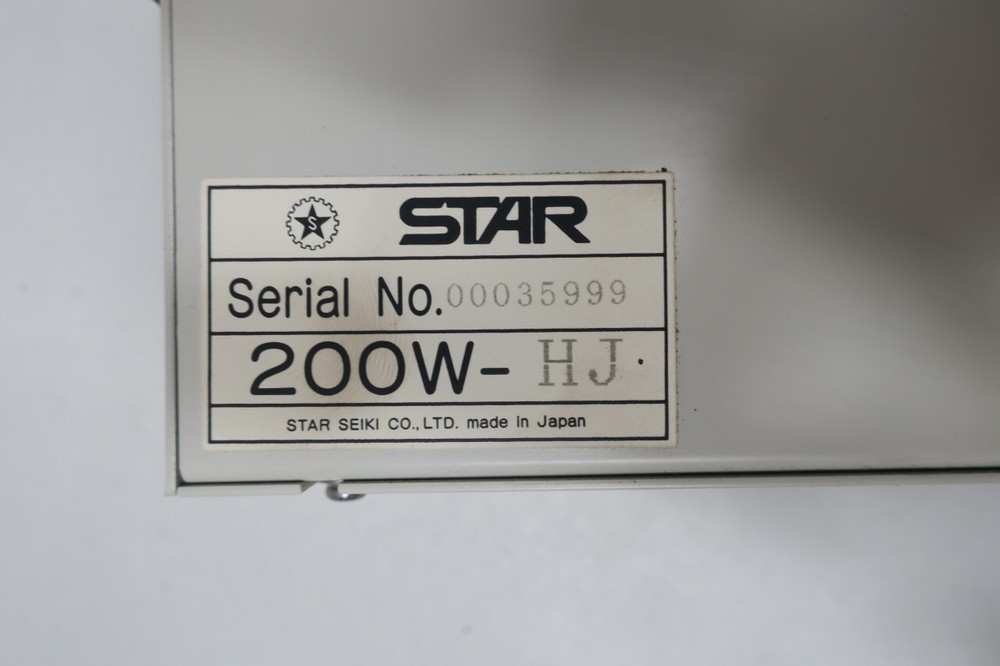 S STAR
Serial No. 00035999
200W- HJ
STAR SEIKI CO., LTD. made in Japan